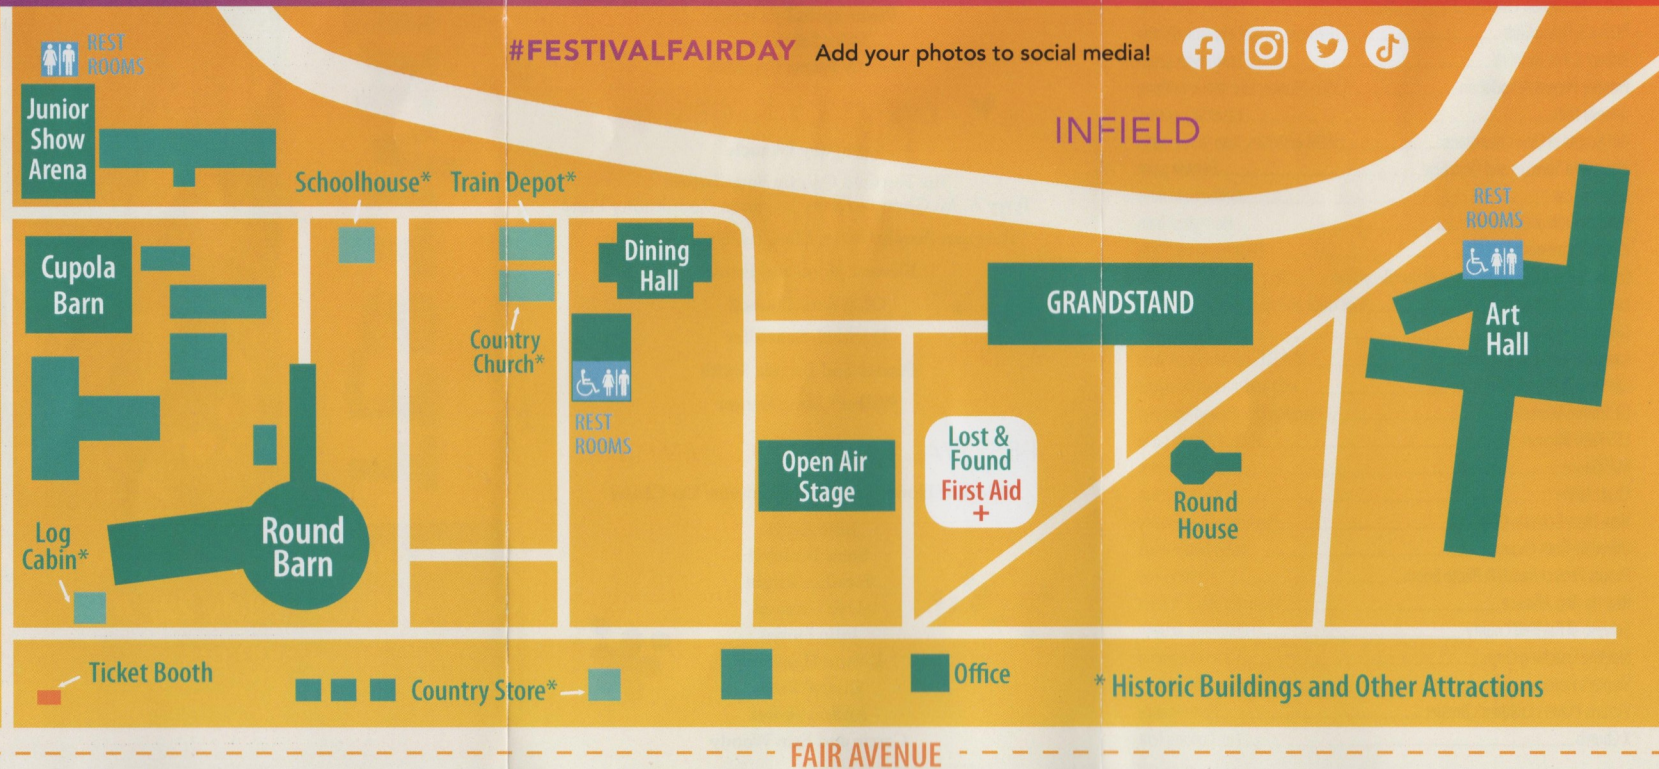 REST
ROOMS
#FESTIVALFAIRDAY Add your photos to social media!
Junior
Show
Arena
INFIELD
Schoolhouse*
Train Depot*
REST
ROOMS
Cupola
Barn
Dining
Hall
GRANDSTAND
Art
Hall
Country
Church*
REST
ROOMS
Open Air
Stage
Lost &
Found
First Aid
+
Round
House
Log
Cabin*
Round
Barn
Ticket Booth
Country Store*
Office
* Historic Buildings and Other Attractions
FAIR AVENUE